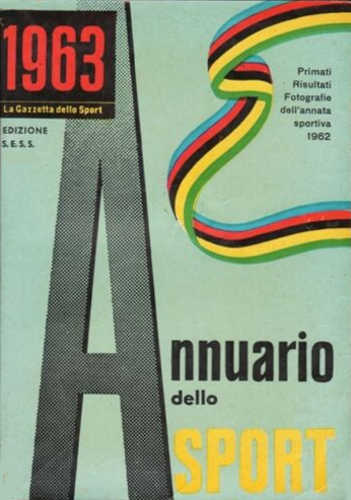 1963
La Gazzetta dello Sport
EDIZIONE
S.E.S.S.
Primati
Risultati
Fotografie
dell'annata
sportiva
1962
Annuario
dello
SPORT